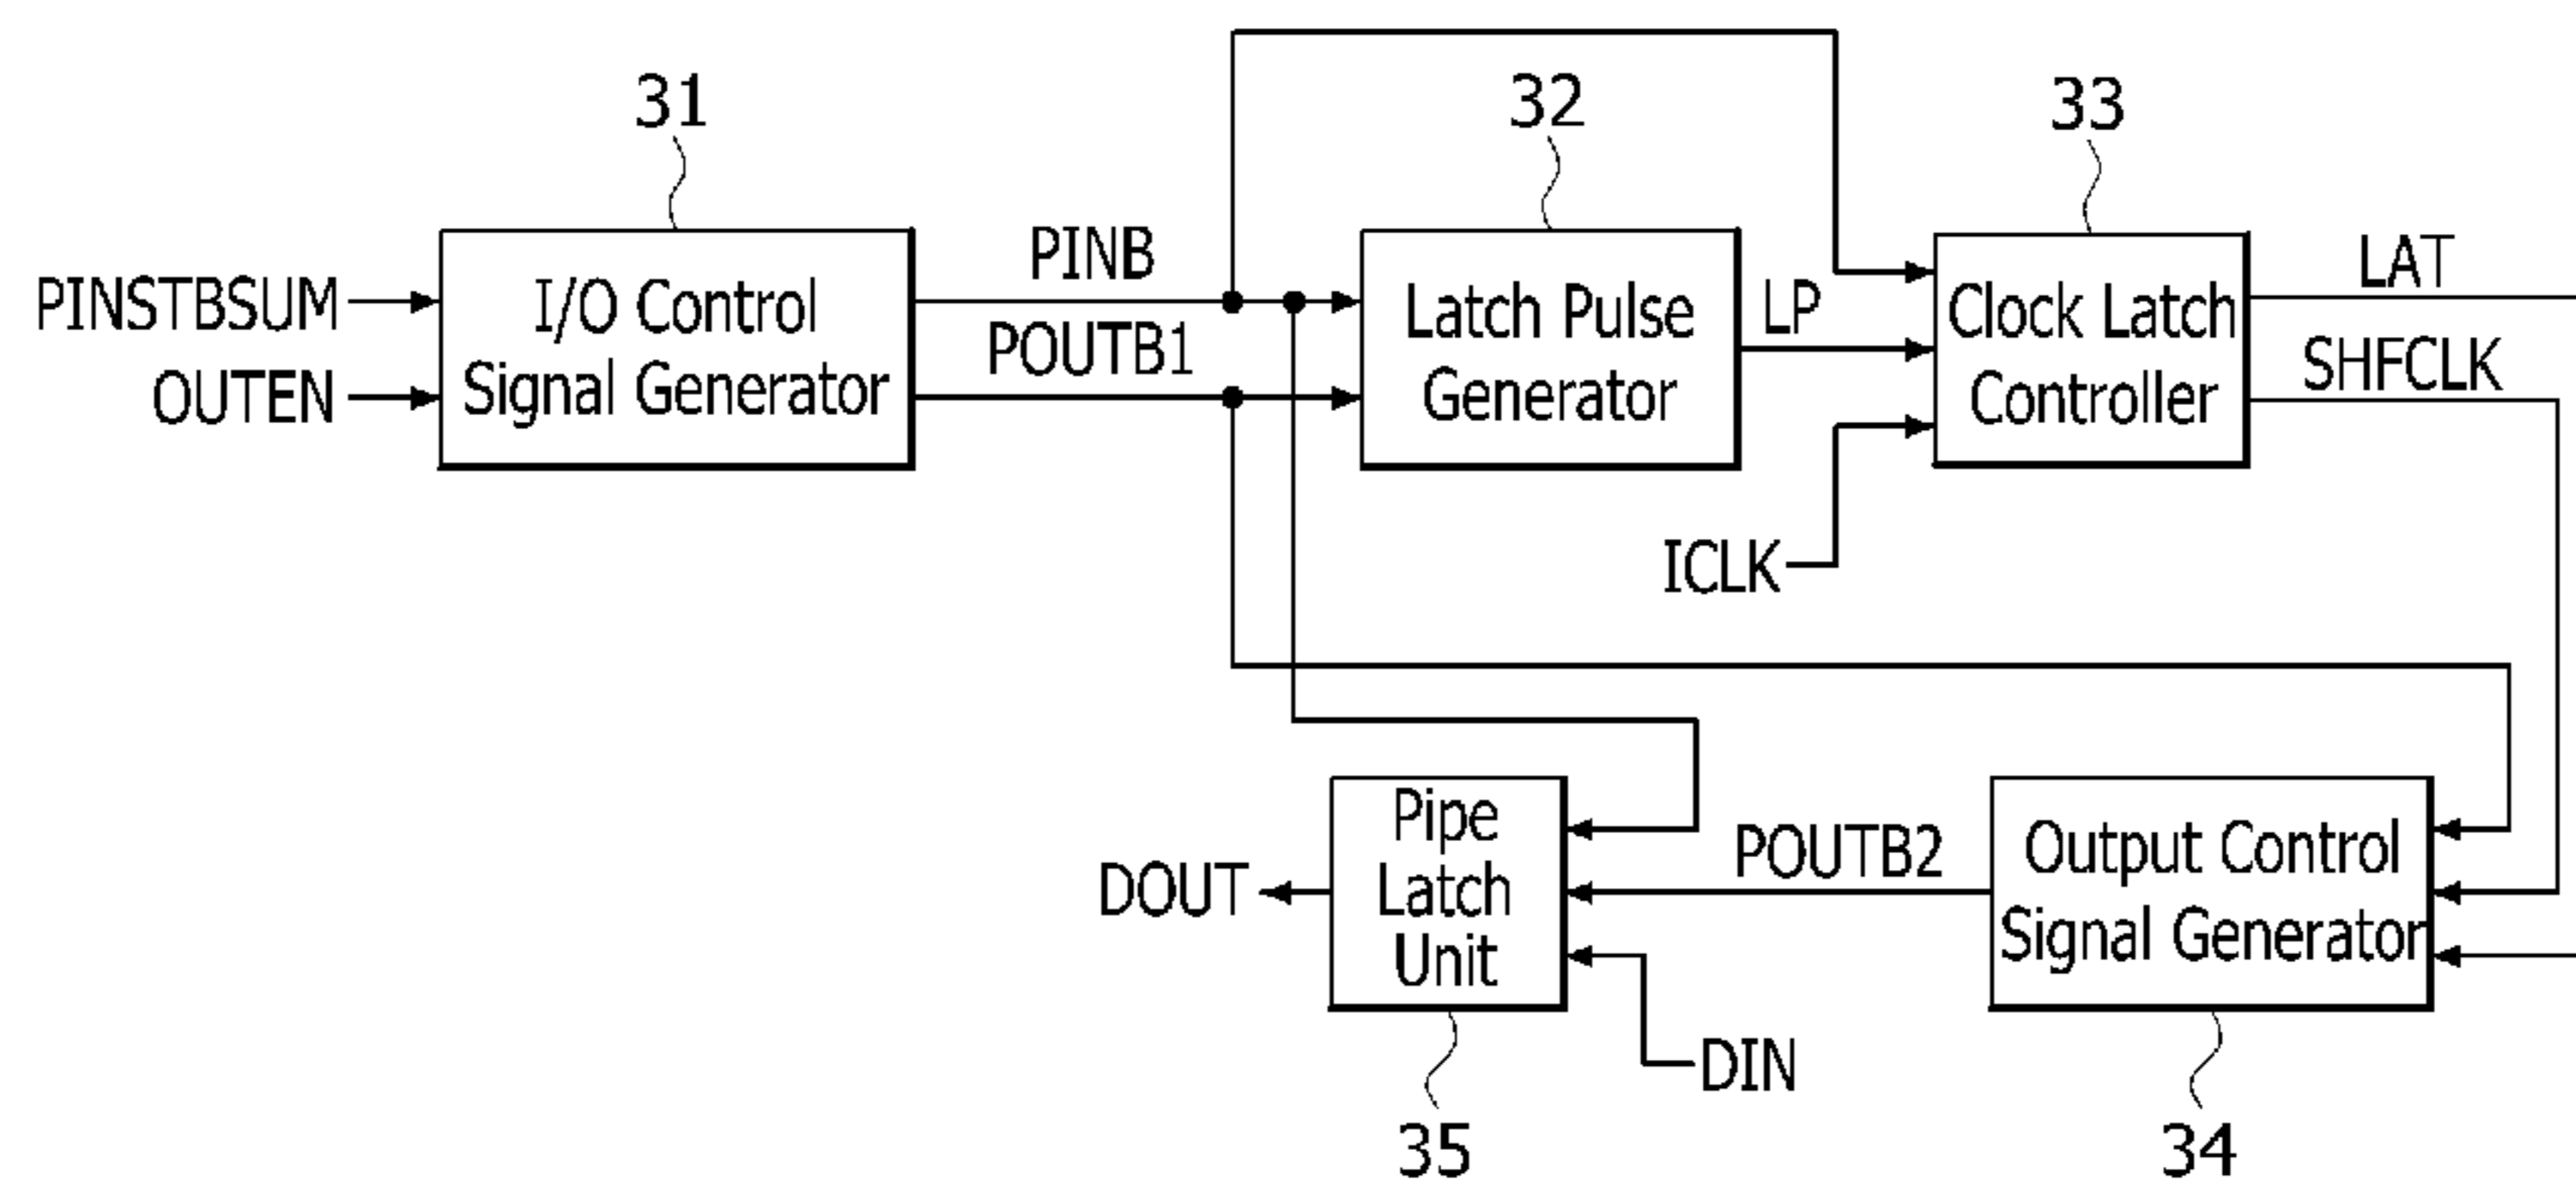 31
32
33
PINSTBSUM
OUTEN
I/O Control
Signal Generator
PINB
POUTB1
Latch Pulse
Generator
LP
Clock Latch
Controller
LAT
SHFCLK
ICLK
DOUT
Pipe
Latch
Unit
POUTB2
DIN
Output Control
Signal Generator
35
34